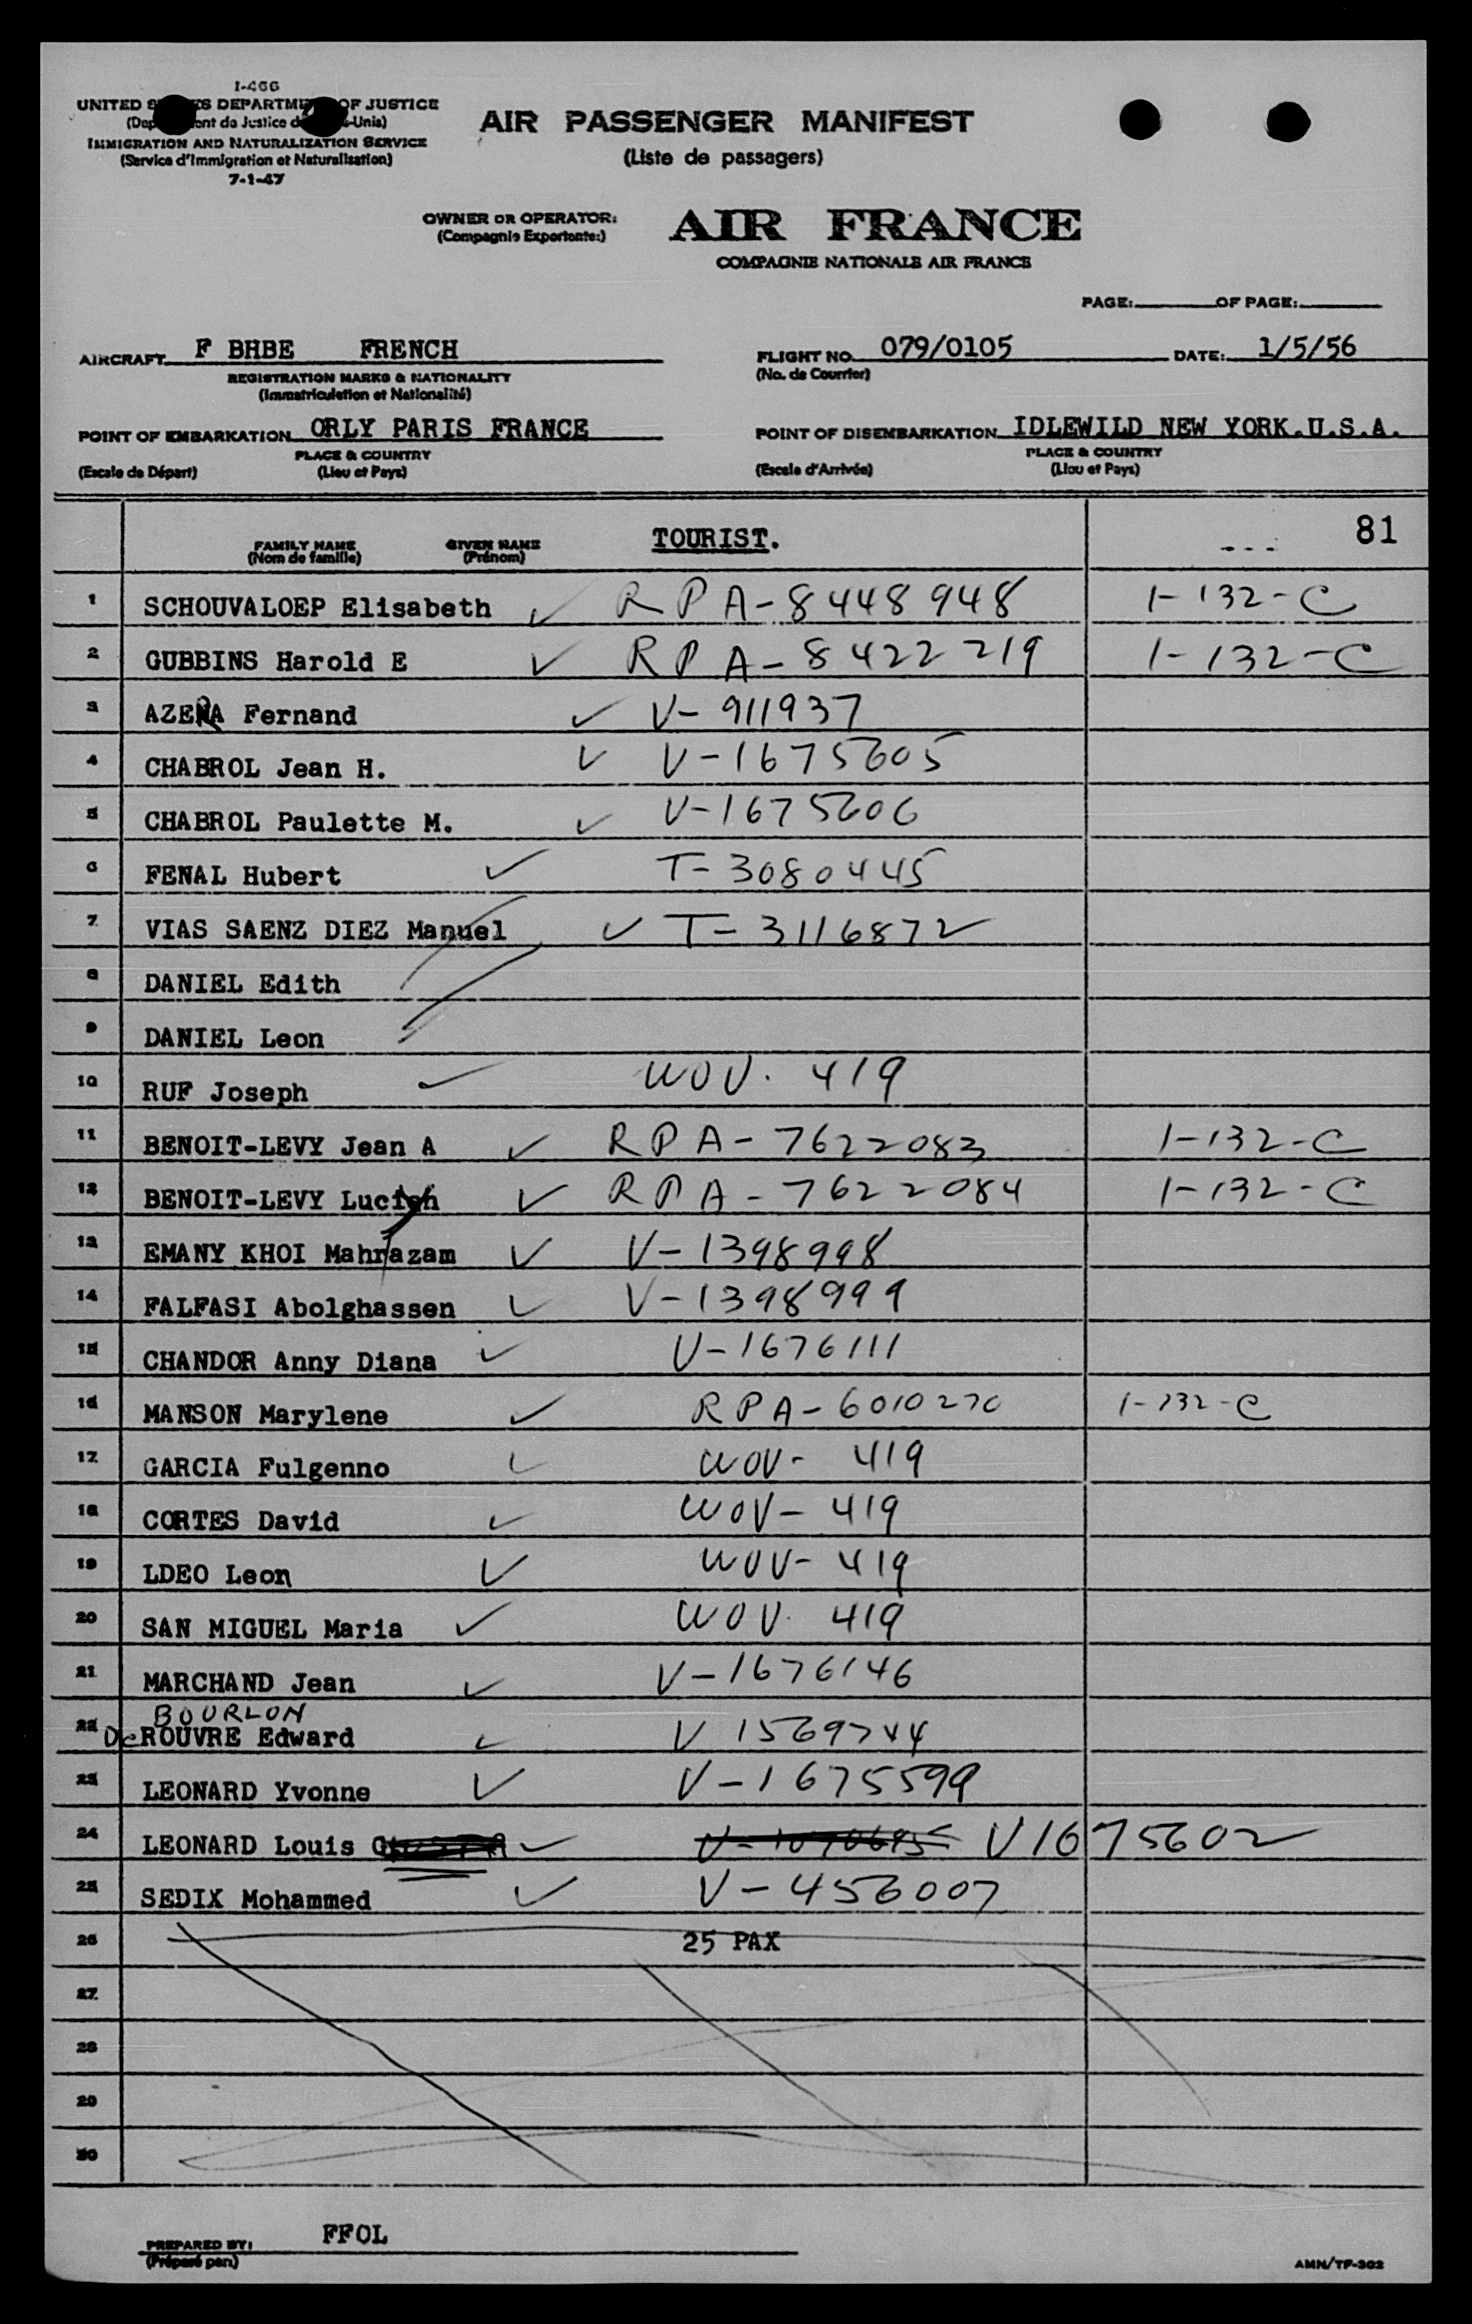 I-466
UNITED STATES DEPARTMENT OF JUSTICE
(Département de Justice des Etats-Unis)
IMMIGRATION AND NATURALIZATION SERVICE
(Service d'Immigration et Naturalisation)
7-1-47
AIR PASSENGER MANIFEST
(Liste de passagers)
OWNER OR OPERATOR:
(Compagnie Exportante:)
AIR FRANCE
COMPAGNIE NATIONALE AIR FRANCE
PAGE: OF PAGE:
AIRCRAFT F BHBE FRENCH
REGISTRATION MARKS & NATIONALITY
(Immatriculation et Nationalité)
FLIGHT NO. 079/0105 DATE: 1/5/56
(No. de Courrier)
POINT OF EMBARKATION ORLY PARIS FRANCE
PLACE & COUNTRY
(Escale de Départ) (Lieu et Pays)
POINT OF DISEMBARKATION IDLEWILD NEW YORK.U.S.A.
PLACE & COUNTRY
(Escale d'Arrivée) (Lieu et Pays)
FAMILY NAME GIVEN NAME TOURIST. 81
(Nom de famille) (Prénom)
1 SCHOUVALOEP Elisabeth RPA-8448948 1-132-C
2 GUBBINS Harold E RPA-8422219 1-132-C
3 AZERA Fernand V-911937
4 CHABROL Jean H. V-1675605
5 CHABROL Paulette M. V-1675606
6 FENAL Hubert T-3080445
7 VIAS SAENZ DIEZ Manuel T-3116872
8 DANIEL Edith
9 DANIEL Leon
10 RUF Joseph WOV. 419
11 BENOIT-LEVY Jean A RPA-7622083 1-132-C
12 BENOIT-LEVY RPA-7622084 1-132-C
13 EMANY KHOI Mahrazam V-1398998
14 FALFASI Abolghassen V-1398999
15 CHANDOR Anny Diana V-1676111
16 MANSON Marylene RPA-6010270 1-132-C
17 GARCIA Fulgenno WOV- 419
18 CORTES David WOV- 419
19 LDEO Leon WOV- 419
20 SAN MIGUEL Maria WOV. 419
21 MARCHAND Jean V-1676146
BOURLON
22 De ROUVRE Edward V 1569744
23 LEONARD Yvonne V-1675599
24 LEONARD Louis V1675602
25 SEDIX Mohammed V-456007
26 25 PAX
27
28
29
30
PREPARED BY: FFOL
(Préparé par:)
AMN/TF-302